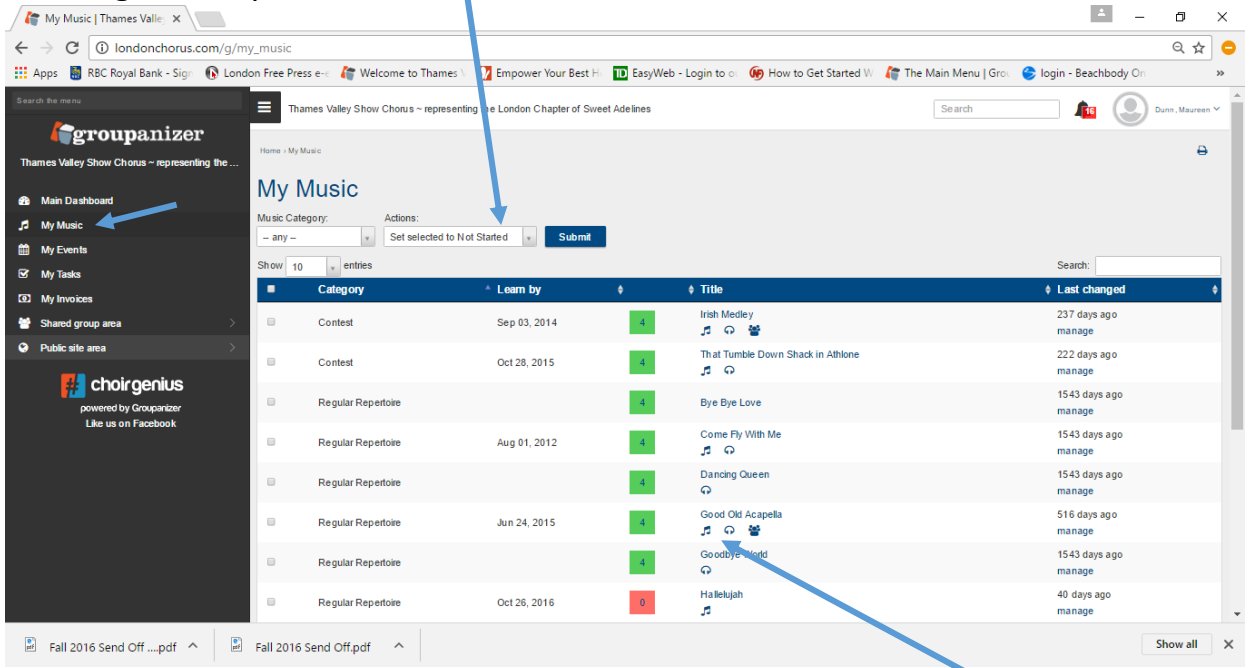 My Music | Thames Valley
londonchorus.com/g/my_music
Apps RBC Royal Bank - Sign London Free Press e-e Welcome to Thames V Empower Your Best H EasyWeb - Login to o How to Get Started W The Main Menu | Grou login - Beachbody On »
Search the menu
Thames Valley Show Chorus ~ representing the London Chapter of Sweet Adelines Search 16 Dunn, Maureen
groupanizer
Thames Valley Show Chorus ~ representing the ...
Home › My Music
Main Dashboard
My Music
My Events
My Tasks
My Invoices
Shared group area
Public site area
choirgenius
powered by Groupanizer
Like us on Facebook
My Music
Music Category: Actions:
– any – Set selected to Not Started Submit
Show 10 entries Search:
Category Learn by Title Last changed
Contest Sep 03, 2014 4 Irish Medley 237 days ago
manage
Contest Oct 28, 2015 4 That Tumble Down Shack in Athlone 222 days ago
manage
Regular Repertoire 4 Bye Bye Love 1543 days ago
manage
Regular Repertoire Aug 01, 2012 4 Come Fly With Me 1543 days ago
manage
Regular Repertoire 4 Dancing Queen 1543 days ago
manage
Regular Repertoire Jun 24, 2015 4 Good Old Acapella 516 days ago
manage
Regular Repertoire 4 Goodbye World 1543 days ago
manage
Regular Repertoire Oct 26, 2016 0 Hallelujah 40 days ago
manage
Fall 2016 Send Off ....pdf Fall 2016 Send Off.pdf Show all